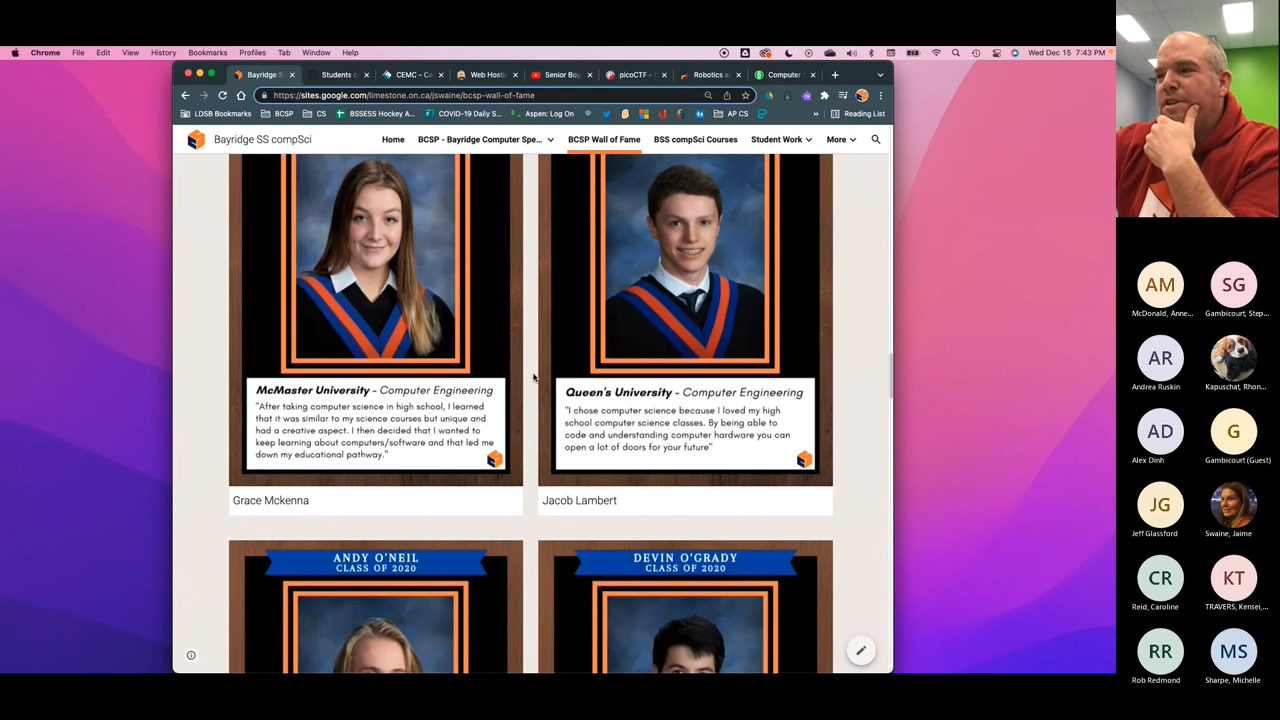 Chrome File Edit View History Bookmarks Profiles Tab Window Help
Wed Dec 15 7:43 PM
Bayridge S Students c CEMC - Ca Web Hosti Senior Boy picoCTF - Robotics a Computer
https://sites.google.com/limestone.on.ca/jswaine/bcsp-wall-of-fame
LDSB Bookmarks BCSP CS BSSESS Hockey A... COVID-19 Daily S... Aspen: Log On AP CS Reading List
Bayridge SS compSci Home BCSP - Bayridge Computer Spe... BCSP Wall of Fame BSS compSci Courses Student Work More
McMaster University - Computer Engineering
"After taking computer science in high school, I learned
that it was similar to my science courses but unique and
had a creative aspect. I then decided that I wanted to
keep learning about computers/software and that led me
down my educational pathway."
Grace Mckenna
Queen's University - Computer Engineering
"I chose computer science because I loved my high
school computer science classes. By being able to
code and understanding computer hardware you can
open a lot of doors for your future"
Jacob Lambert
ANDY O'NEIL
CLASS OF 2020
DEVIN O'GRADY
CLASS OF 2020
AM
McDonald, Anne...
SG
Gambicourt, Step...
AR
Andrea Ruskin
Kapuschat, Rhon...
AD
Alex Dinh
G
Gambicourt (Guest)
JG
Jeff Glassford
Swaine, Jaime
CR
Reid, Caroline
KT
TRAVERS, Kensei,...
RR
Rob Redmond
MS
Sharpe, Michelle